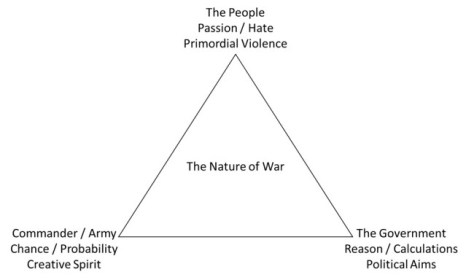 The People
Passion / Hate
Primordial Violence
The Nature of War
Commander / Army
Chance / Probability
Creative Spirit
The Government
Reason / Calculations
Political Aims